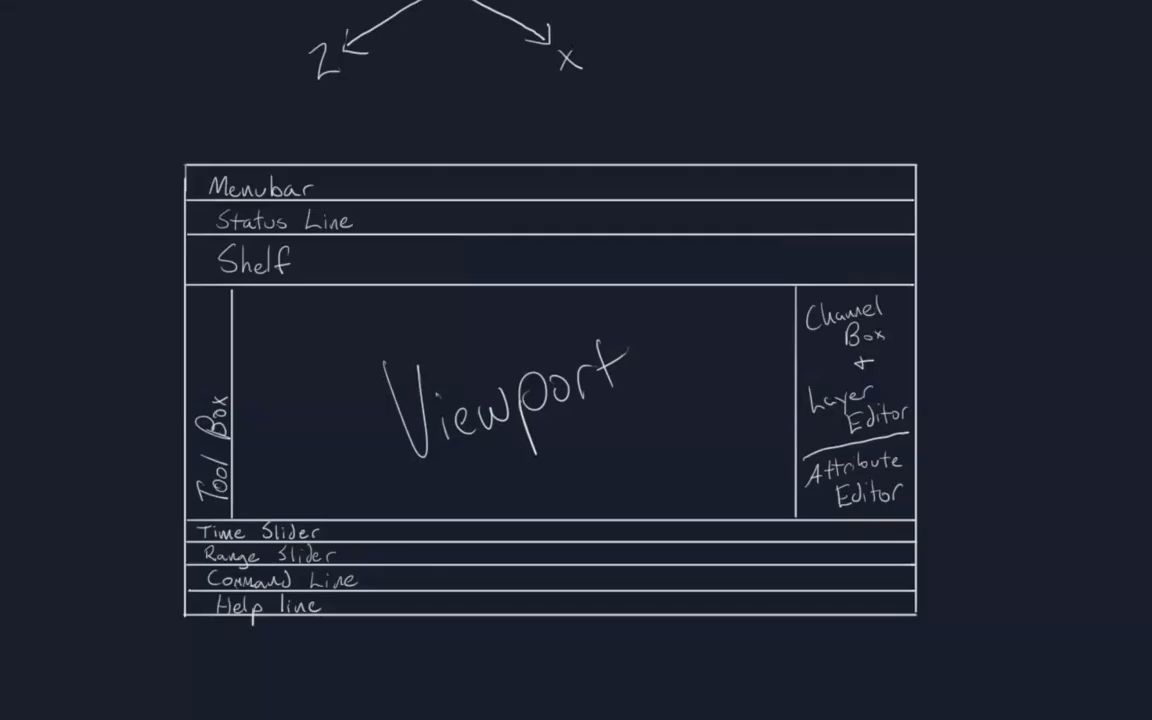 Z
x
Menubar
Status Line
Shelf
Tool Box
Viewport
Channel
Box
+
Layer
Editor
Attribute
Editor
Time Slider
Range Slider
Command Line
Help line